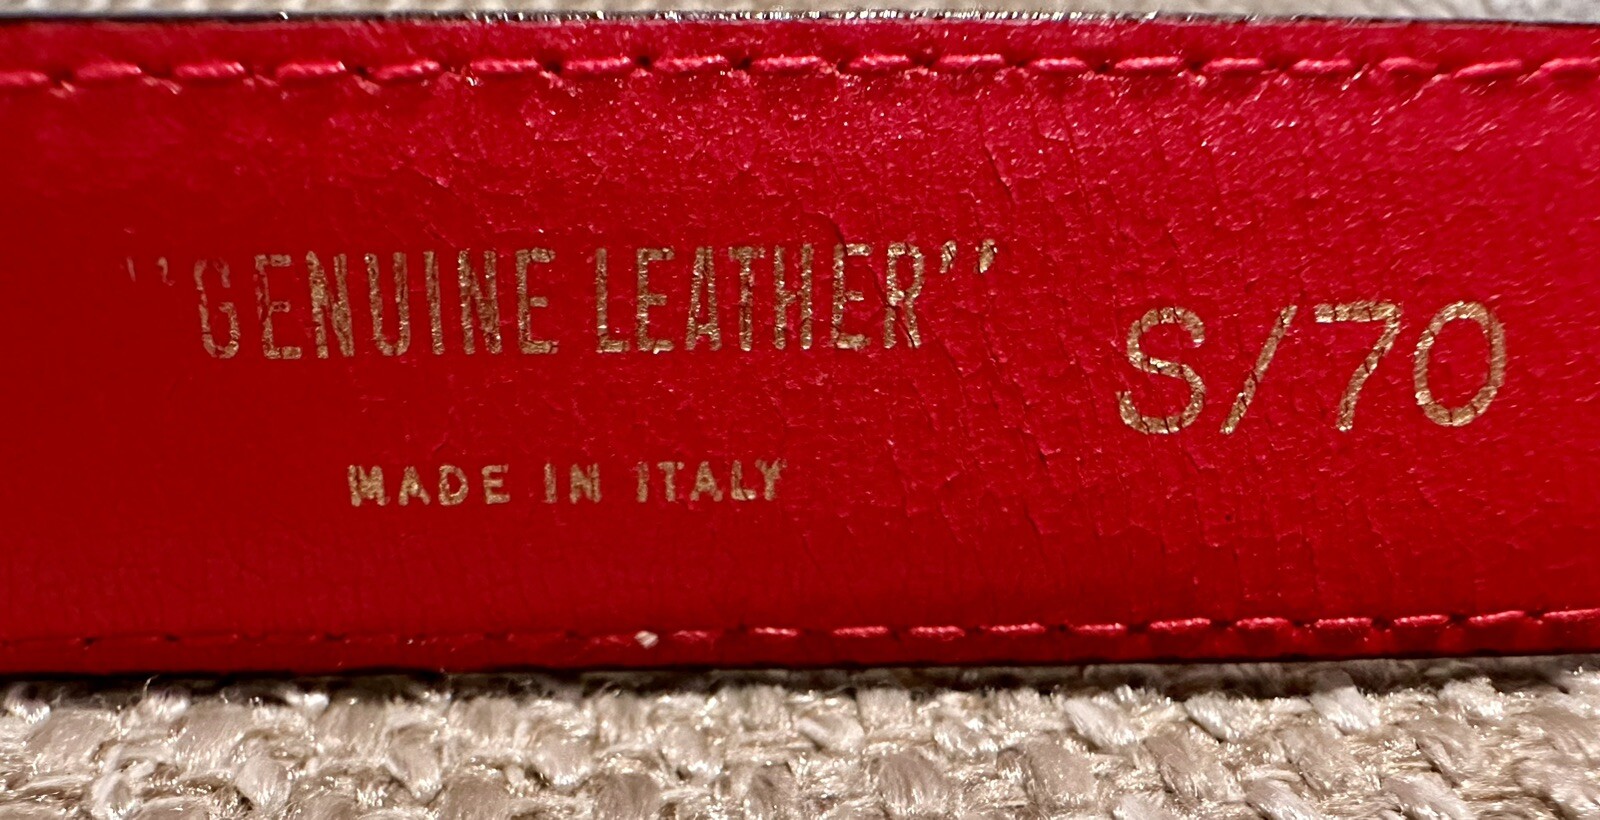 ''GENUINE LEATHER''
S/70
MADE IN ITALY